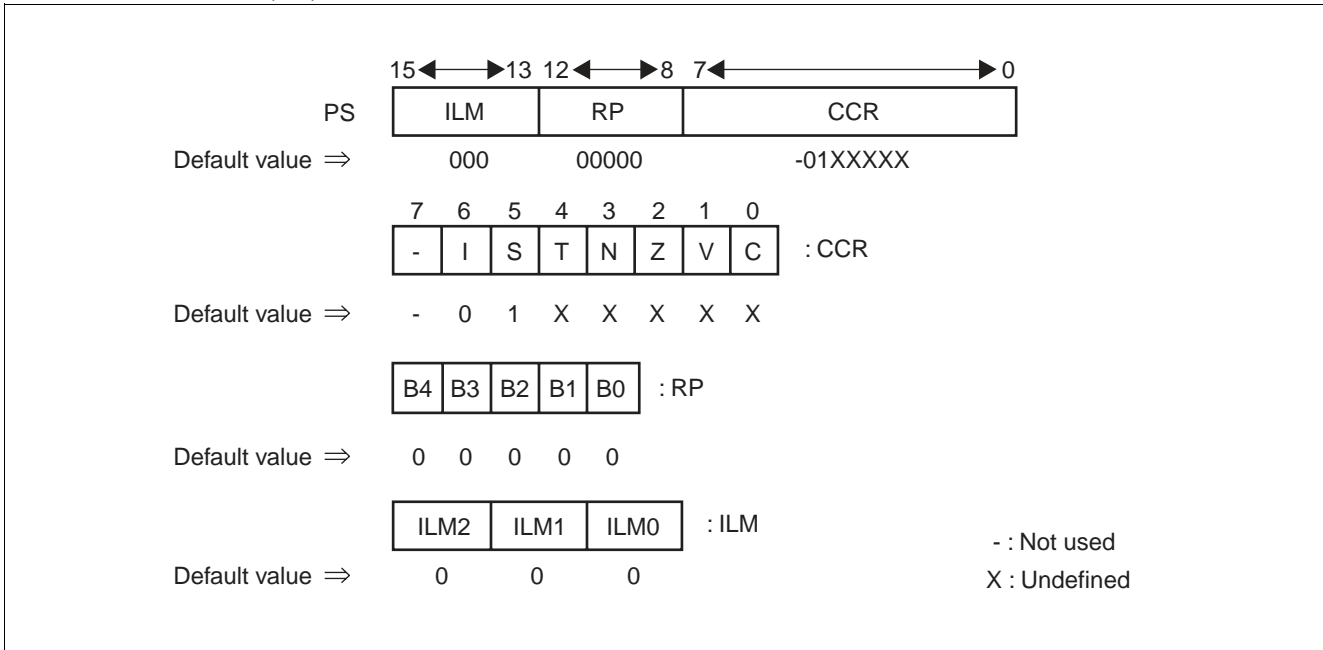 15 13 12 8 7 0
PS ILM RP CCR
Default value ⇒ 000 00000 -01XXXXX
7 6 5 4 3 2 1 0
- I S T N Z V C : CCR
Default value ⇒ - 0 1 X X X X X
B4 B3 B2 B1 B0 : RP
Default value ⇒ 0 0 0 0 0
ILM2 ILM1 ILM0 : ILM
- : Not used
Default value ⇒ 0 0 0
X : Undefined